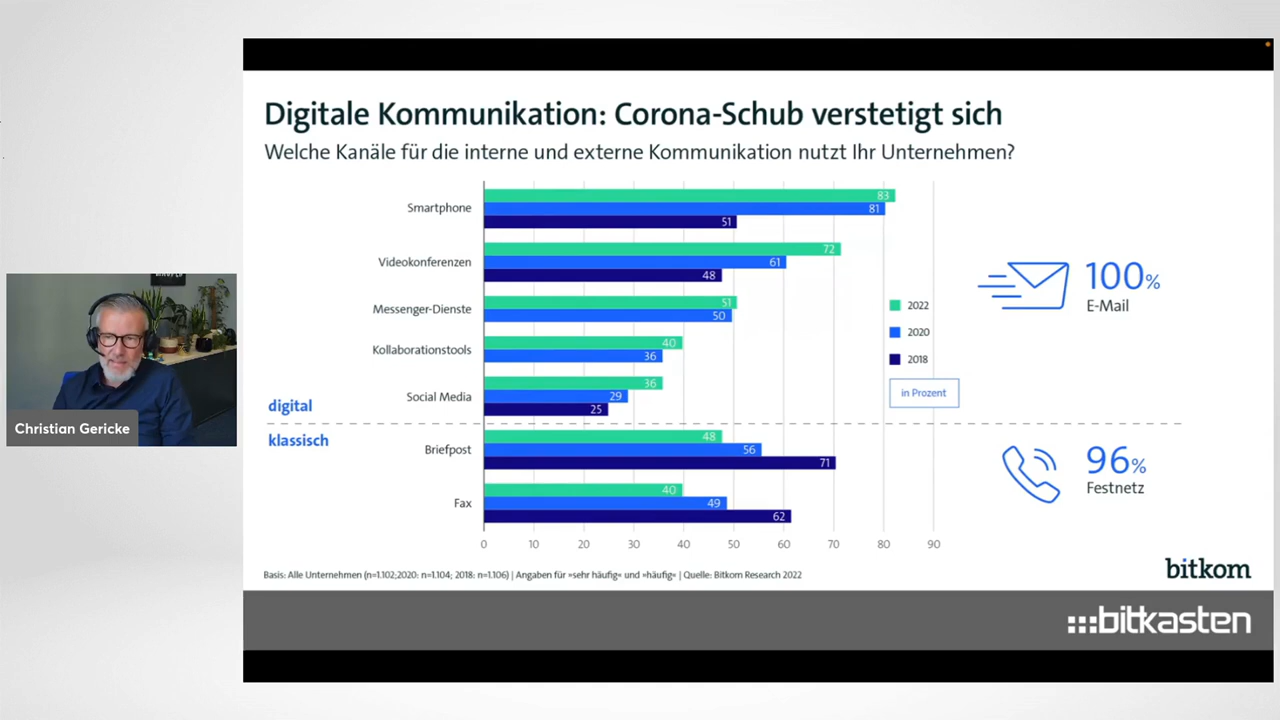 Digitale Kommunikation: Corona-Schub verstetigt sich
Welche Kanäle für die interne und externe Kommunikation nutzt Ihr Unternehmen?
Smartphone
83
81
51
Videokonferenzen
72
61
48
Messenger-Dienste
51
50
Kollaborationstools
40
36
Social Media
36
29
25
digital
klassisch
Briefpost
48
56
71
Fax
40
49
62
0 10 20 30 40 50 60 70 80 90
2022
2020
2018
in Prozent
100%
E-Mail
96%
Festnetz
Basis: Alle Unternehmen (n=1.102;2020: n=1.104; 2018: n=1.106) | Angaben für »sehr häufig« und »häufig« | Quelle: Bitkom Research 2022
bitkom
bitkasten
Christian Gericke